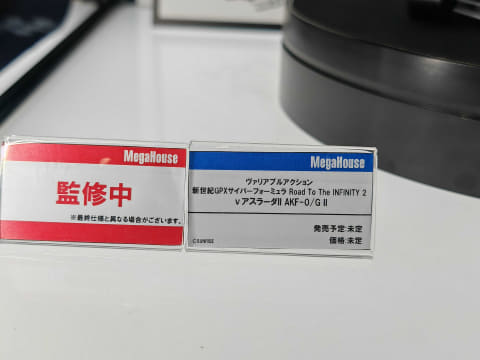 MegaHouse
監修中
※最終仕様と異なる場合がございます。
MegaHouse
ヴァリアブルアクション
新世紀GPXサイバーフォーミュラ Road To The INFINITY 2
ν アスラーダII AKF-0/G II
発売予定:未定
価格:未定
©SUNRISE